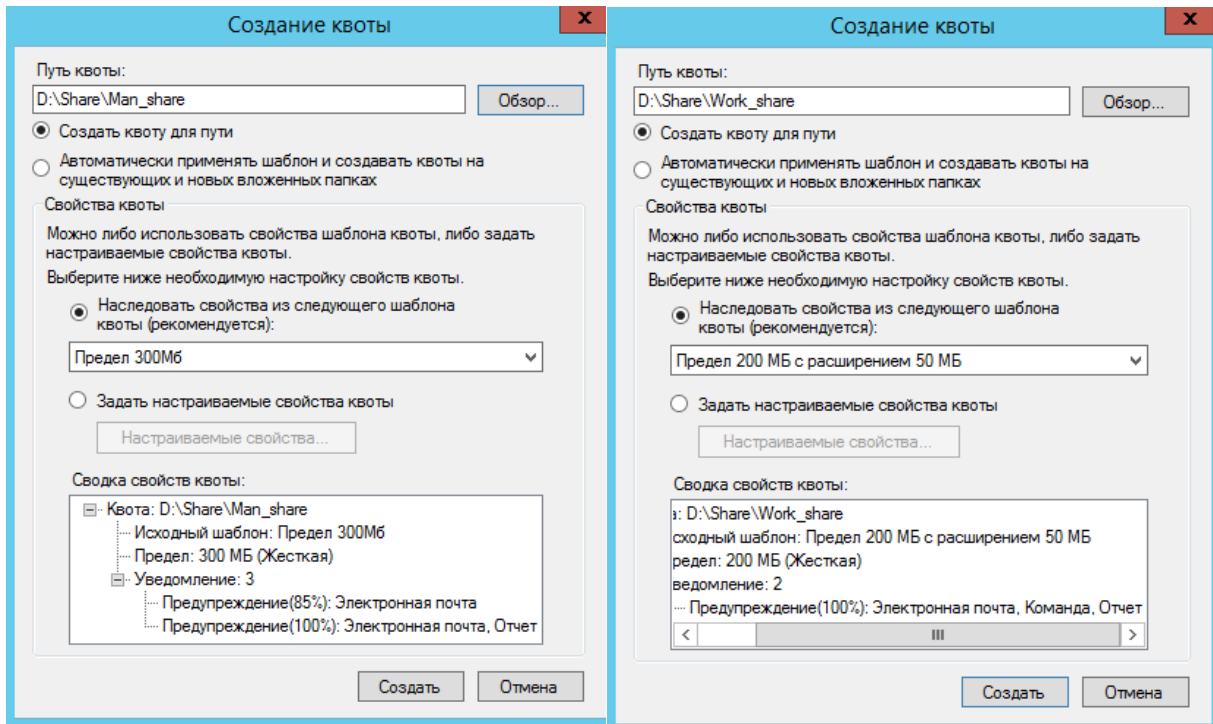 Создание квоты
x
Путь квоты:
D:\Share\Man_share
Обзор...
Создать квоту для пути
Автоматически применять шаблон и создавать квоты на
существующих и новых вложенных папках
Свойства квоты
Можно либо использовать свойства шаблона квоты, либо задать
настраиваемые свойства квоты.
Выберите ниже необходимую настройку свойств квоты.
Наследовать свойства из следующего шаблона
квоты (рекомендуется):
Предел 300Мб
Задать настраиваемые свойства квоты
Настраиваемые свойства...
Сводка свойств квоты:
Квота: D:\Share\Man_share
Исходный шаблон: Предел 300Мб
Предел: 300 МБ (Жесткая)
Уведомление: 3
Предупреждение(85%): Электронная почта
Предупреждение(100%): Электронная почта, Отчет
Создать
Отмена
Создание квоты
x
Путь квоты:
D:\Share\Work_share
Обзор...
Создать квоту для пути
Автоматически применять шаблон и создавать квоты на
существующих и новых вложенных папках
Свойства квоты
Можно либо использовать свойства шаблона квоты, либо задать
настраиваемые свойства квоты.
Выберите ниже необходимую настройку свойств квоты.
Наследовать свойства из следующего шаблона
квоты (рекомендуется):
Предел 200 МБ с расширением 50 МБ
Задать настраиваемые свойства квоты
Настраиваемые свойства...
Сводка свойств квоты:
а: D:\Share\Work_share
сходный шаблон: Предел 200 МБ с расширением 50 МБ
редел: 200 МБ (Жесткая)
ведомление: 2
Предупреждение(100%): Электронная почта, Команда, Отчет
Создать
Отмена